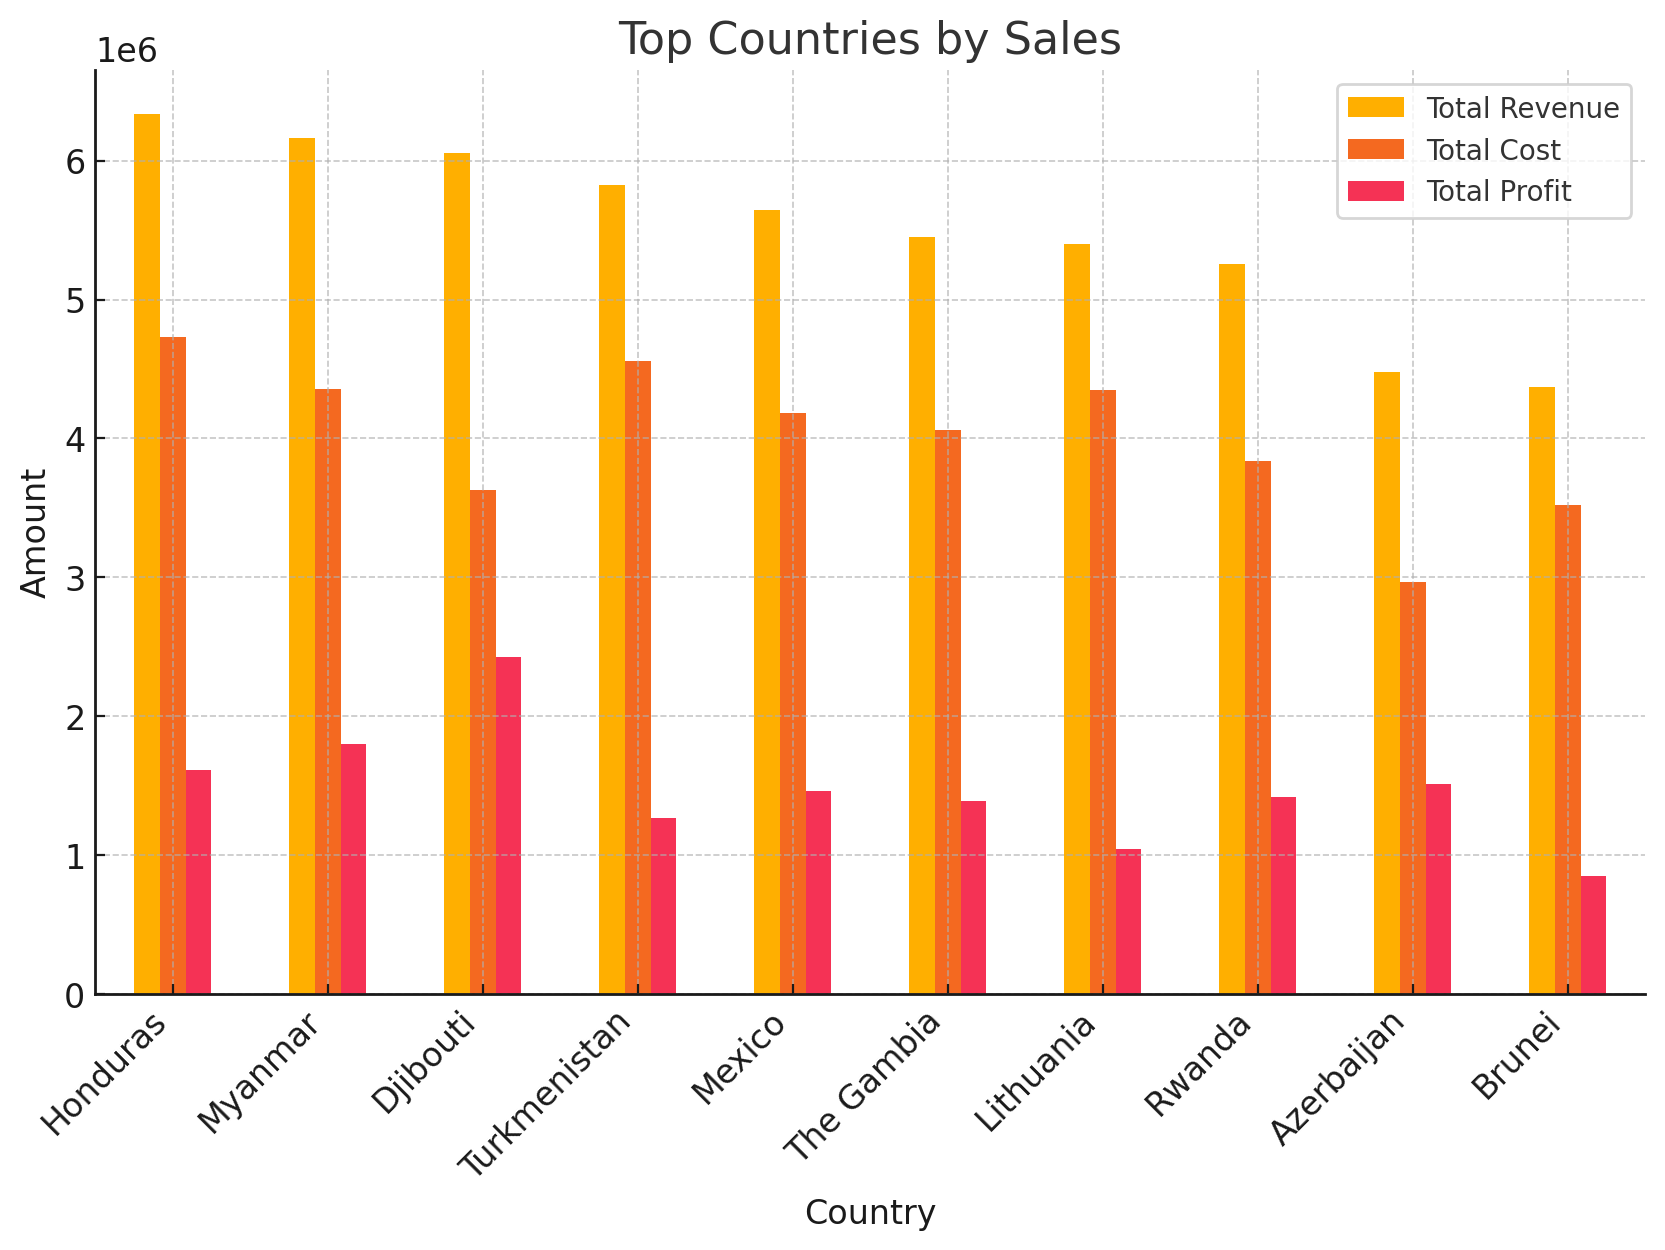 Top Countries by Sales
1e6
Total Revenue
Total Cost
Total Profit
6
5
4
3
2
1
0
Amount
Honduras
Myanmar
Djibouti
Turkmenistan
Mexico
The Gambia
Lithuania
Rwanda
Azerbaijan
Brunei
Country